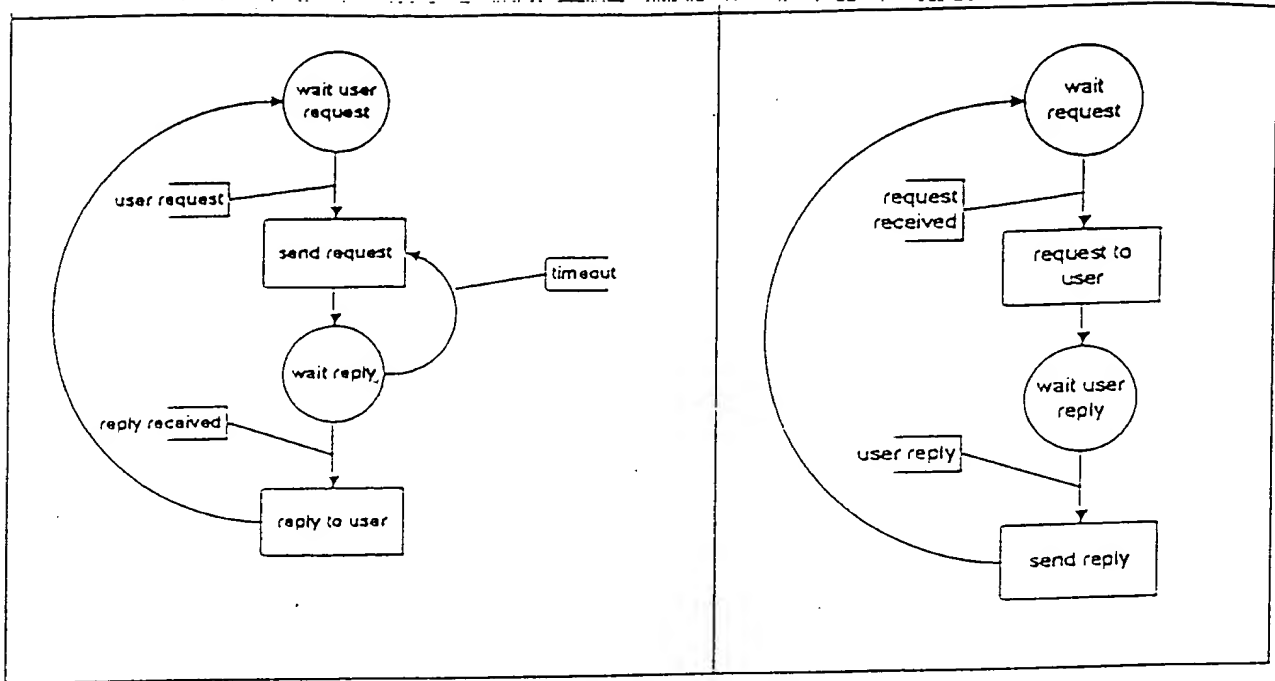 wait user
request
user request
send request
timeout
wait reply
reply received
reply to user
wait
request
request
received
request to
user
wait user
reply
user reply
send reply